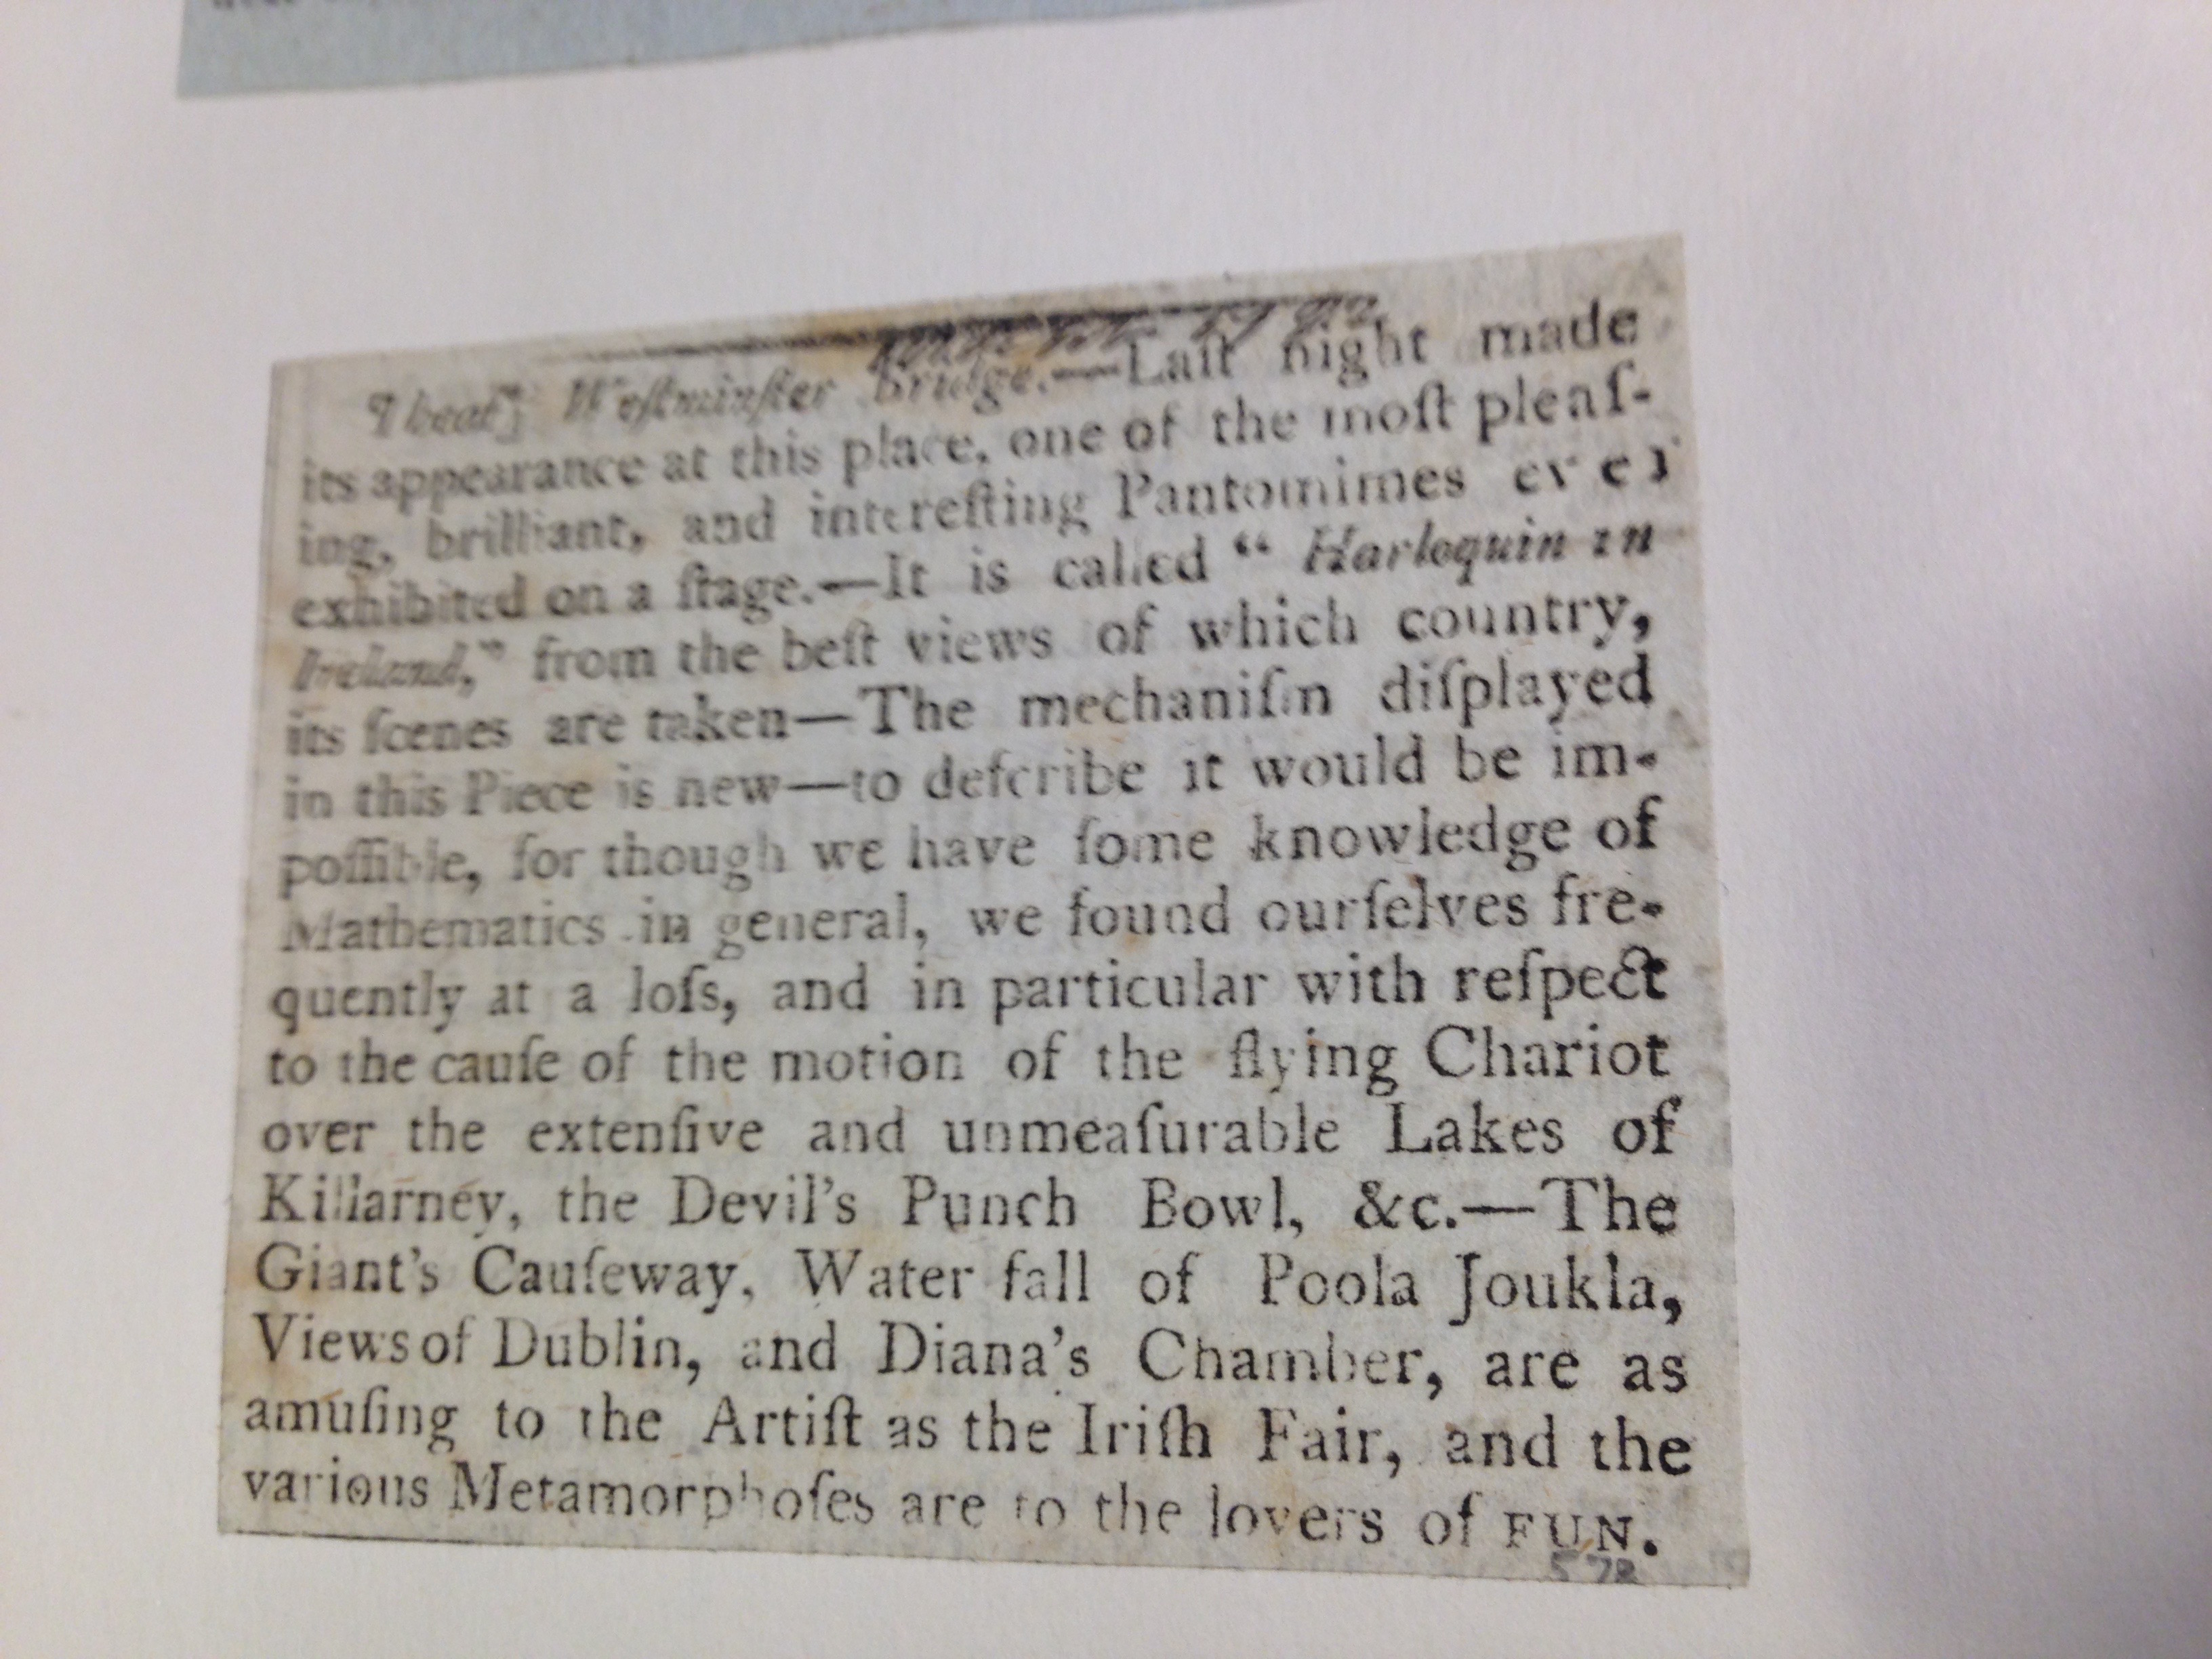 Westminſter Bridge.—Laſt night made
its appearance at this place, one of the moſt pleaſ-
ing, brilliant, and intereſting Pantomimes ever
exhibited on a ſtage.—It is called “ Harlequin in
Ireland,” from the beſt views of which country,
its ſcenes are taken—The mechaniſm diſplayed
in this Piece is new—to deſcribe it would be im-
poſſible, for though we have ſome knowledge of
Mathematics in general, we found ourſelves fre-
quently at a loſs, and in particular with reſpect
to the cauſe of the motion of the flying Chariot
over the extenſive and unmeaſurable Lakes of
Killarney, the Devil's Punch Bowl, &c.—The
Giant's Cauſeway, Water fall of Poola Joukla,
Views of Dublin, and Diana's Chamber, are as
amuſing to the Artiſt as the Iriſh Fair, and the
various Metamorphoſes are to the lovers of FUN.
578